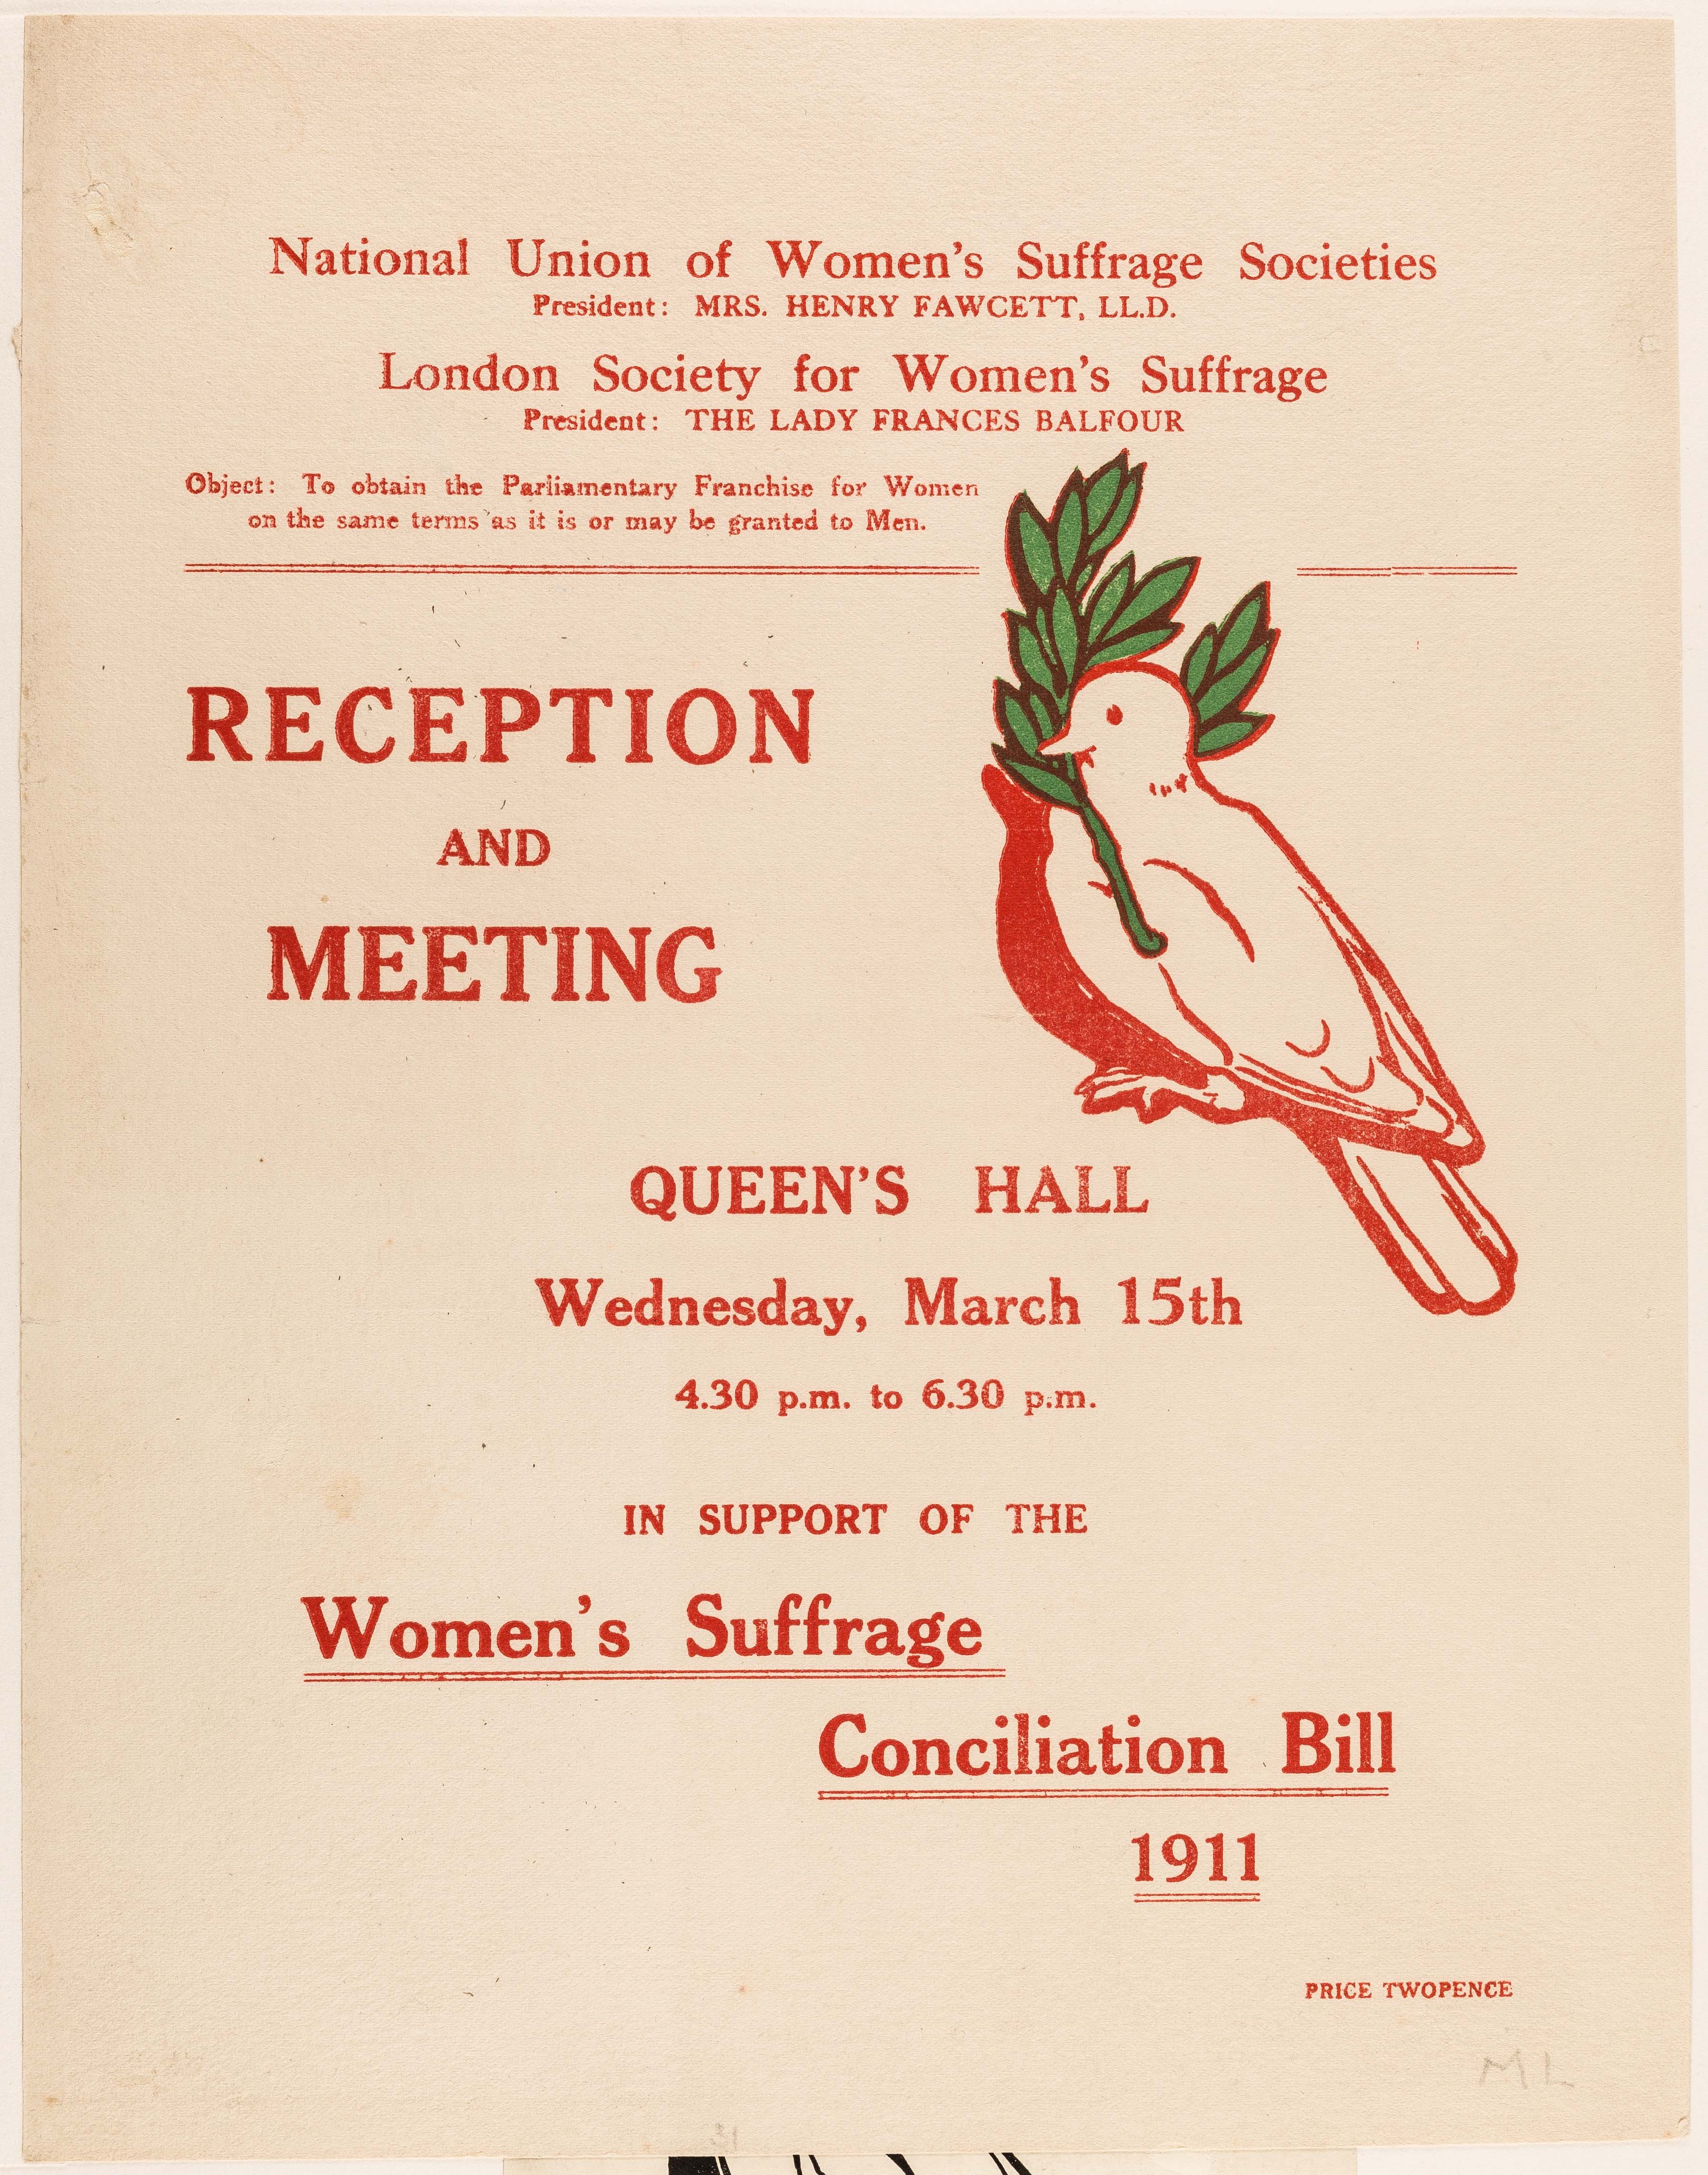 National Union of Women's Suffrage Societies
President: MRS. HENRY FAWCETT, LL.D.
London Society for Women's Suffrage
President: THE LADY FRANCES BALFOUR
Object: To obtain the Parliamentary Franchise for Women
on the same terms as it is or may be granted to Men.
RECEPTION
AND
MEETING
QUEEN'S HALL
Wednesday, March 15th
4.30 p.m. to 6.30 p.m.
IN SUPPORT OF THE
Women's Suffrage
Conciliation Bill
1911
PRICE TWOPENCE
ML
31